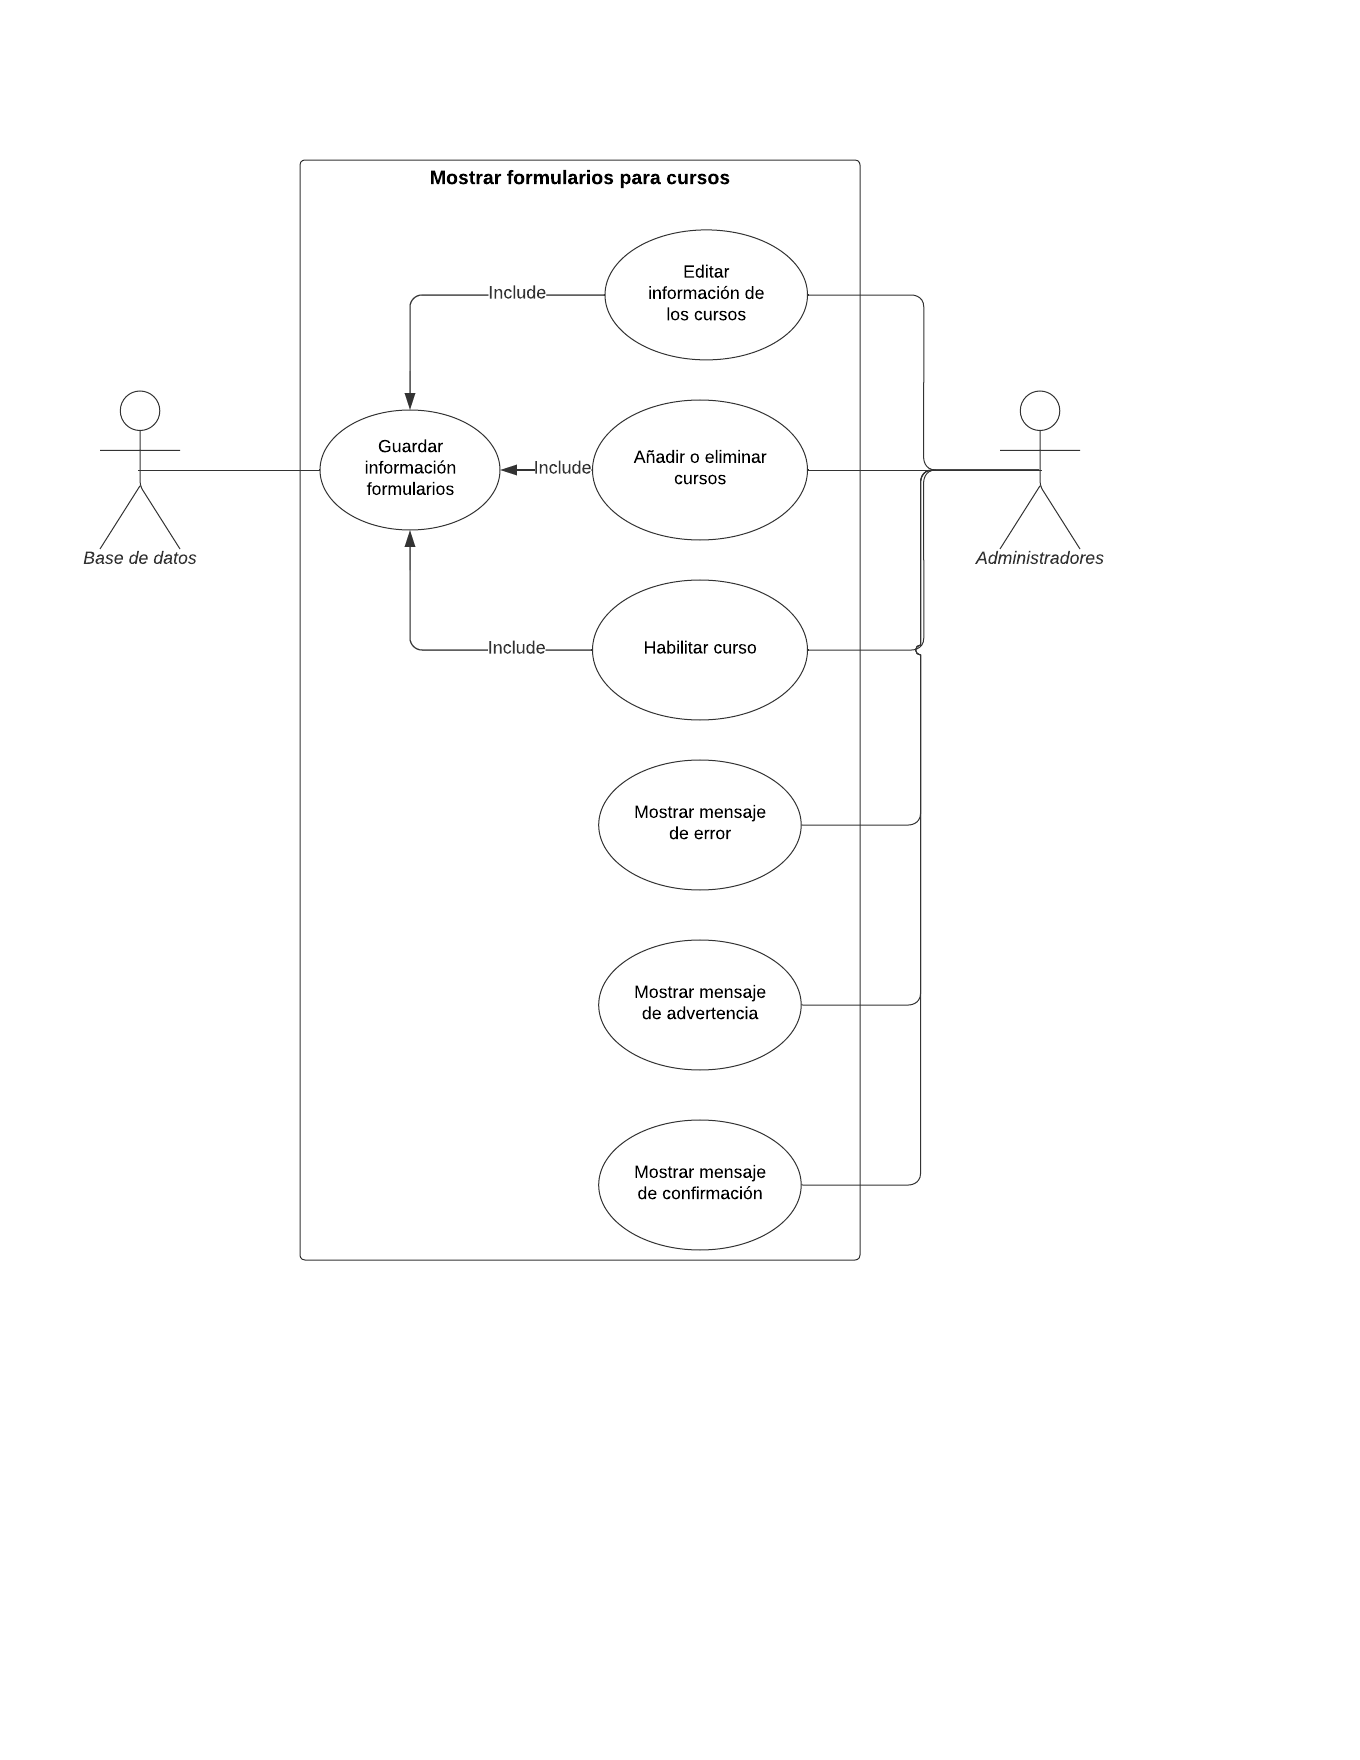 Mostrar formularios para cursos
Editar
información de
los cursos
Include
Guardar
información
formularios
Include
Añadir o eliminar
cursos
Base de datos
Administradores
Include
Habilitar curso
Mostrar mensaje
de error
Mostrar mensaje
de advertencia
Mostrar mensaje
de confirmación